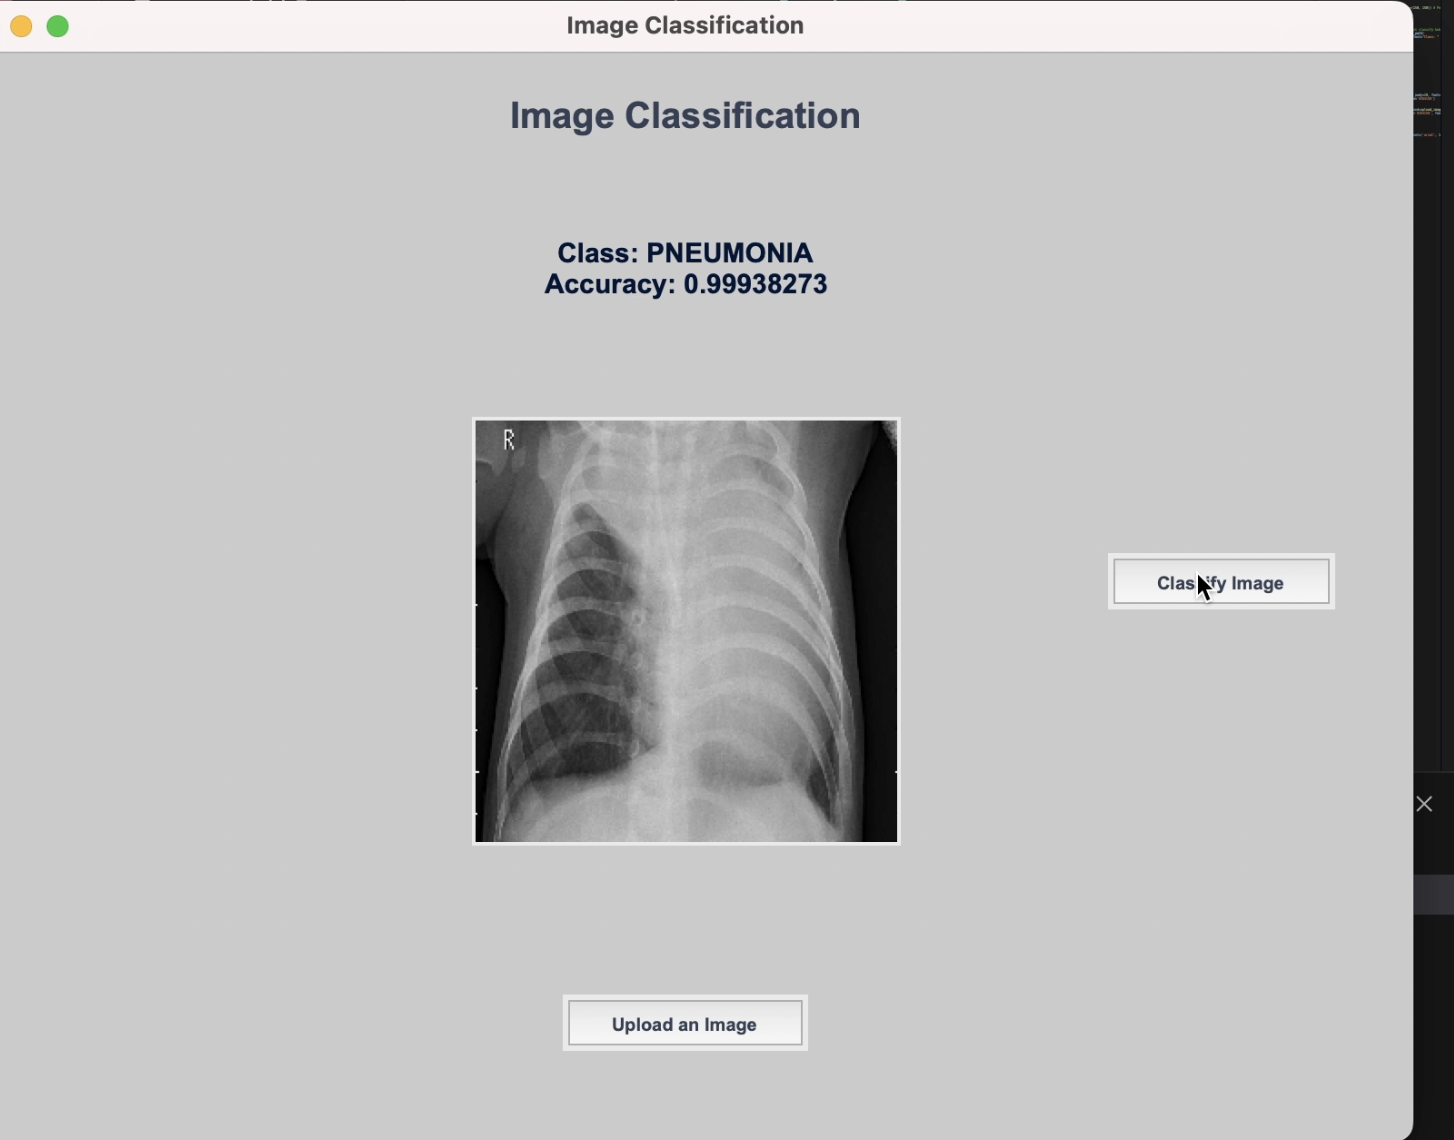 Image Classification
Image Classification
Class: PNEUMONIA
Accuracy: 0.99938273
R
Classify Image
Upload an Image